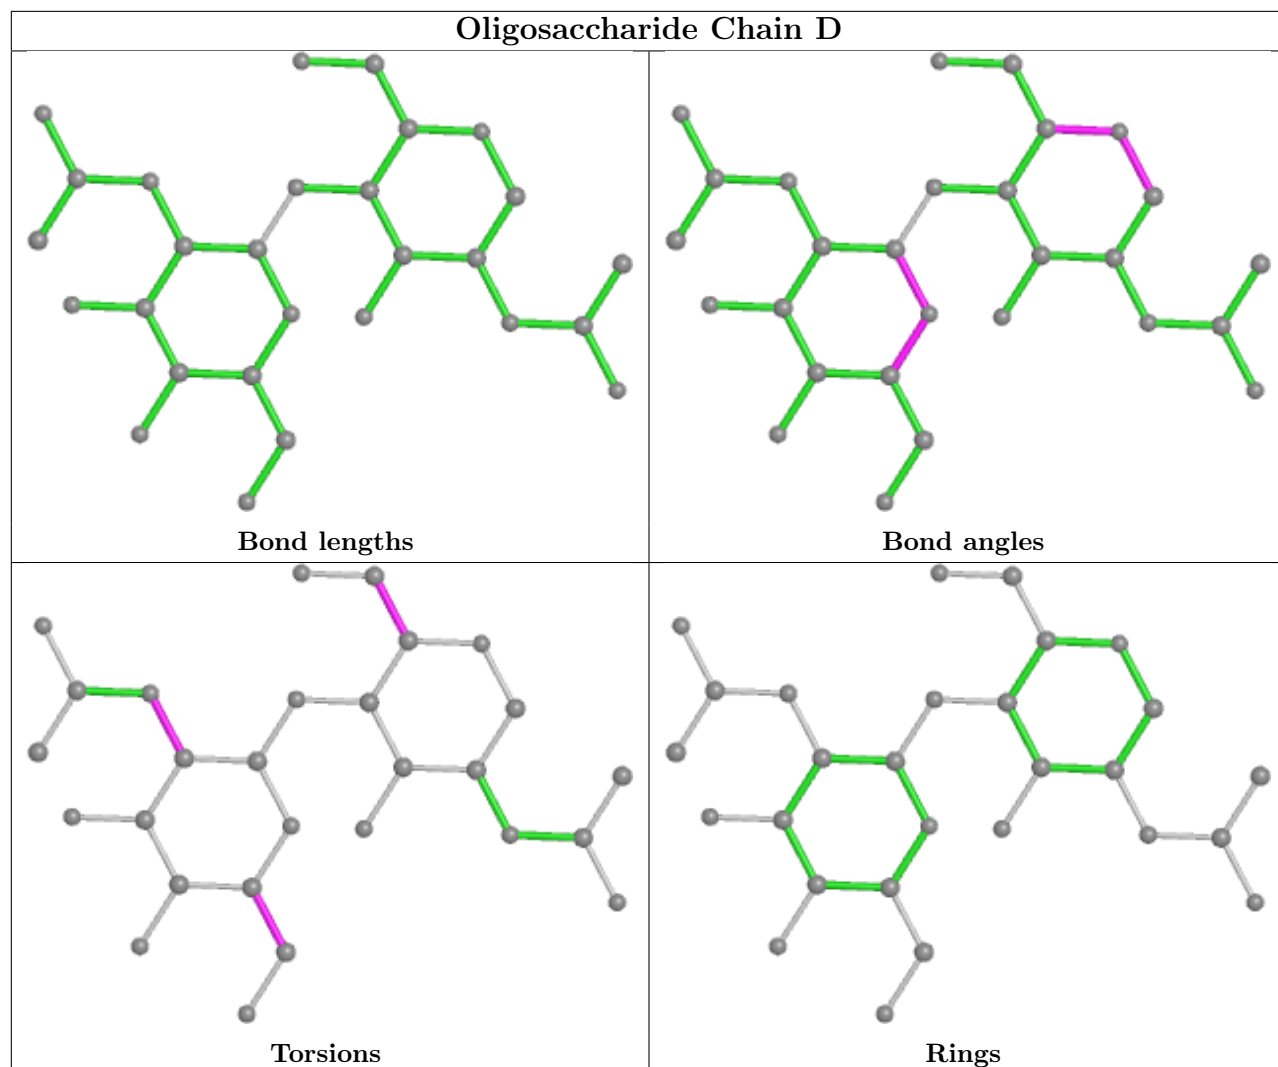 Oligosaccharide Chain D
Bond lengths
Bond angles
Torsions
Rings